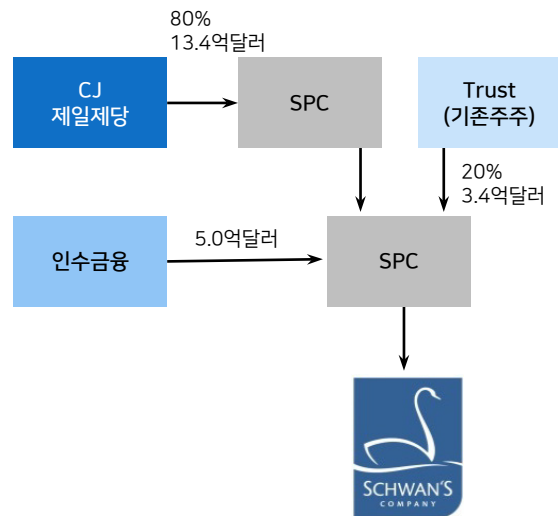 80%
13.4억달러
CJ
제일제당
SPC
Trust
(기존주주)
20%
3.4억달러
인수금융
5.0억달러
SPC
SCHWAN'S
COMPANY